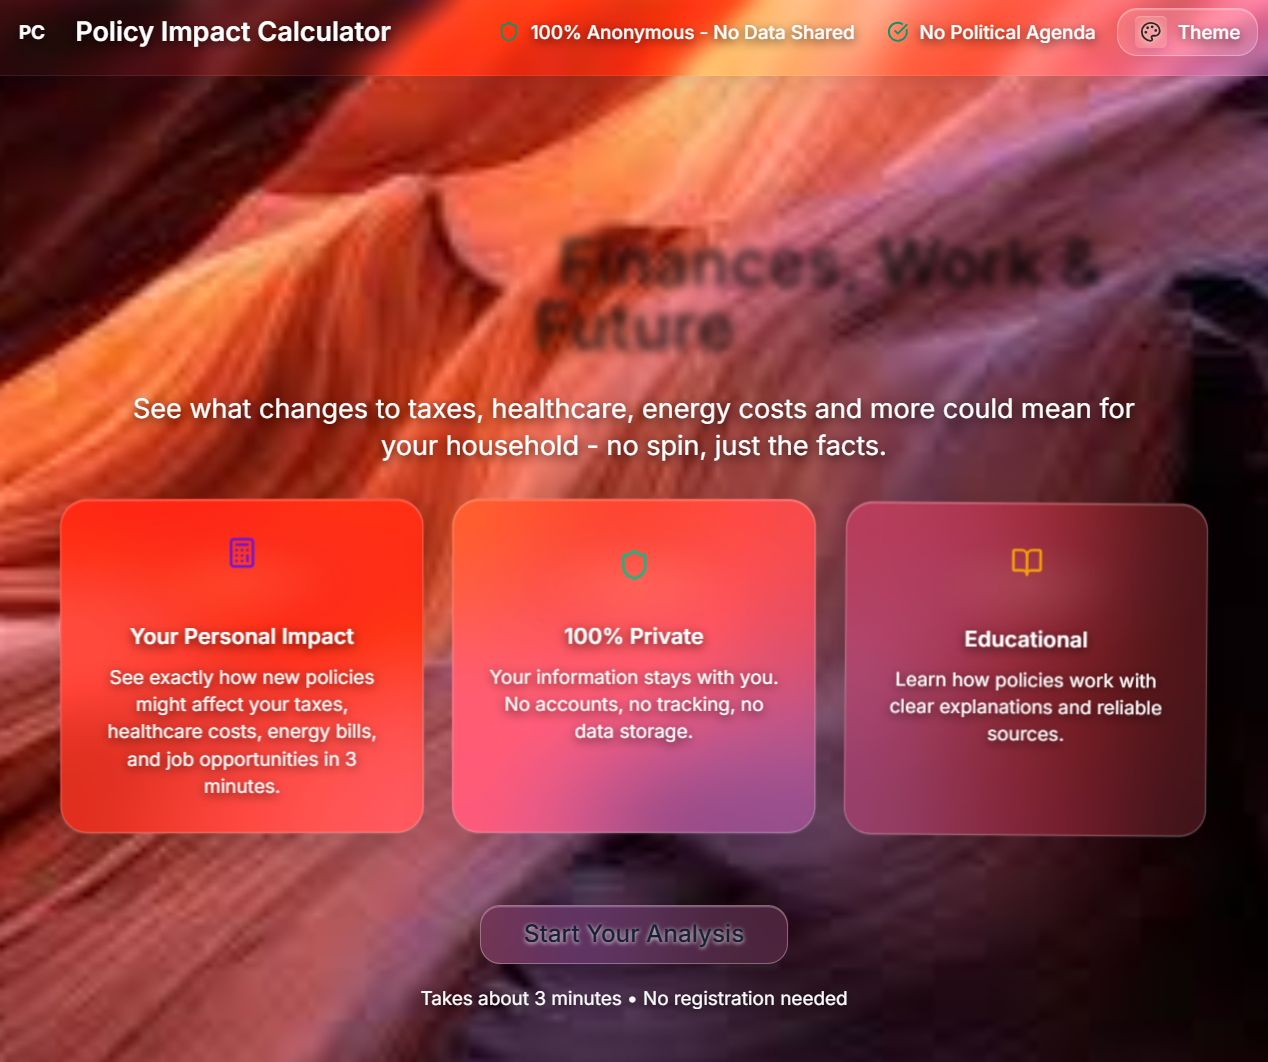 PC
Policy Impact Calculator
100% Anonymous - No Data Shared
No Political Agenda
Theme
Finances, Work &
Future
See what changes to taxes, healthcare, energy costs and more could mean for
your household - no spin, just the facts.
Your Personal Impact
See exactly how new policies
might affect your taxes,
healthcare costs, energy bills,
and job opportunities in 3
minutes.
100% Private
Your information stays with you.
No accounts, no tracking, no
data storage.
Educational
Learn how policies work with
clear explanations and reliable
sources.
Start Your Analysis
Takes about 3 minutes • No registration needed